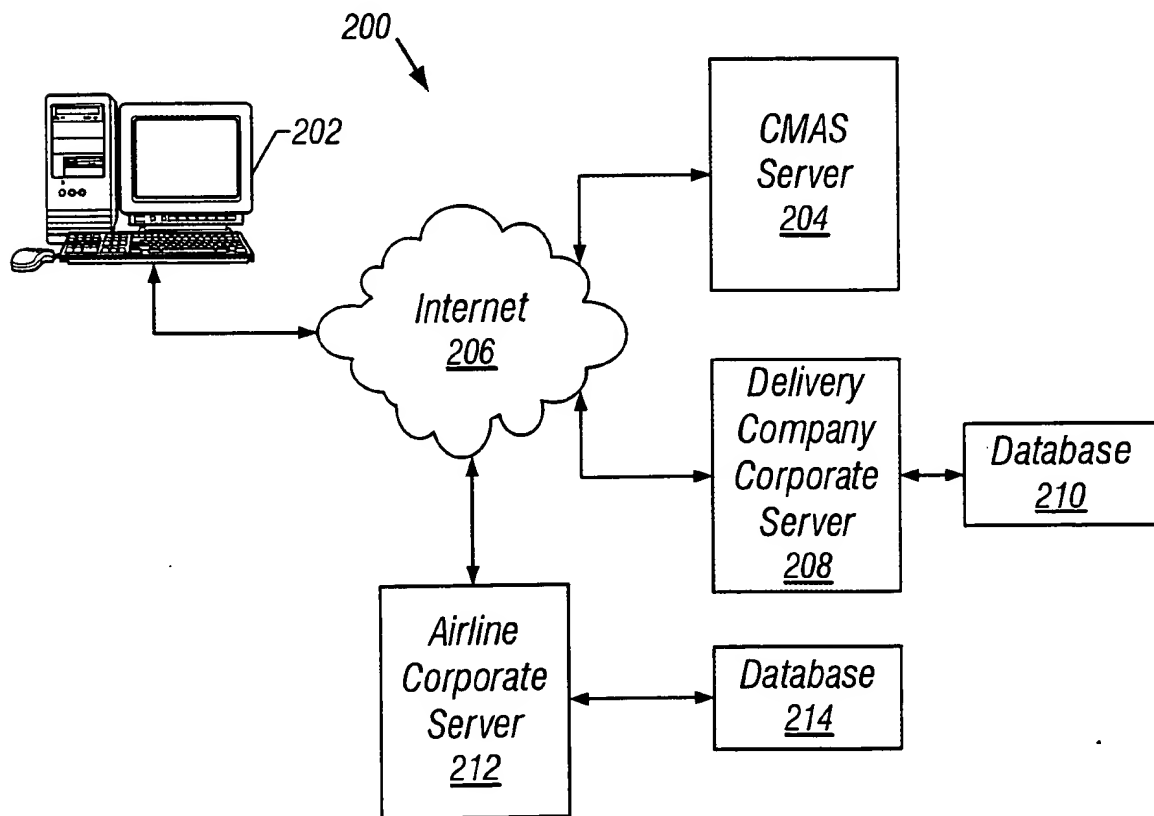 200
202
CMAS
Server
204
Internet
206
Delivery
Company
Corporate
Server
208
Database
210
Airline
Corporate
Server
212
Database
214